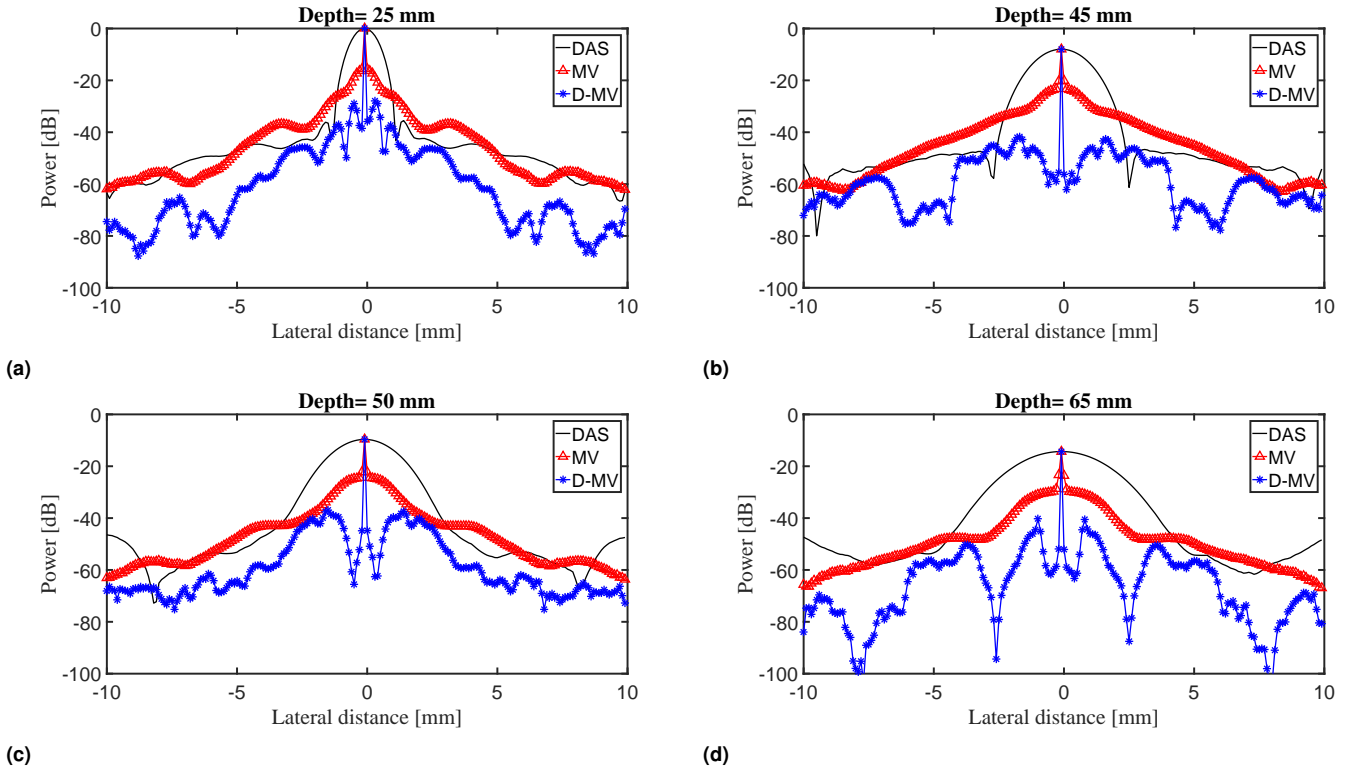 Depth= 25 mm
0
-20
-40
-60
-80
-100
Power [dB]
DAS
MV
D-MV
-10
-5
0
5
10
Lateral distance [mm]
(a)
Depth= 45 mm
0
-20
-40
-60
-80
-100
Power [dB]
DAS
MV
D-MV
-10
-5
0
5
10
Lateral distance [mm]
(b)
Depth= 50 mm
0
-20
-40
-60
-80
-100
Power [dB]
DAS
MV
D-MV
-10
-5
0
5
10
Lateral distance [mm]
(c)
Depth= 65 mm
0
-20
-40
-60
-80
-100
Power [dB]
DAS
MV
D-MV
-10
-5
0
5
10
Lateral distance [mm]
(d)